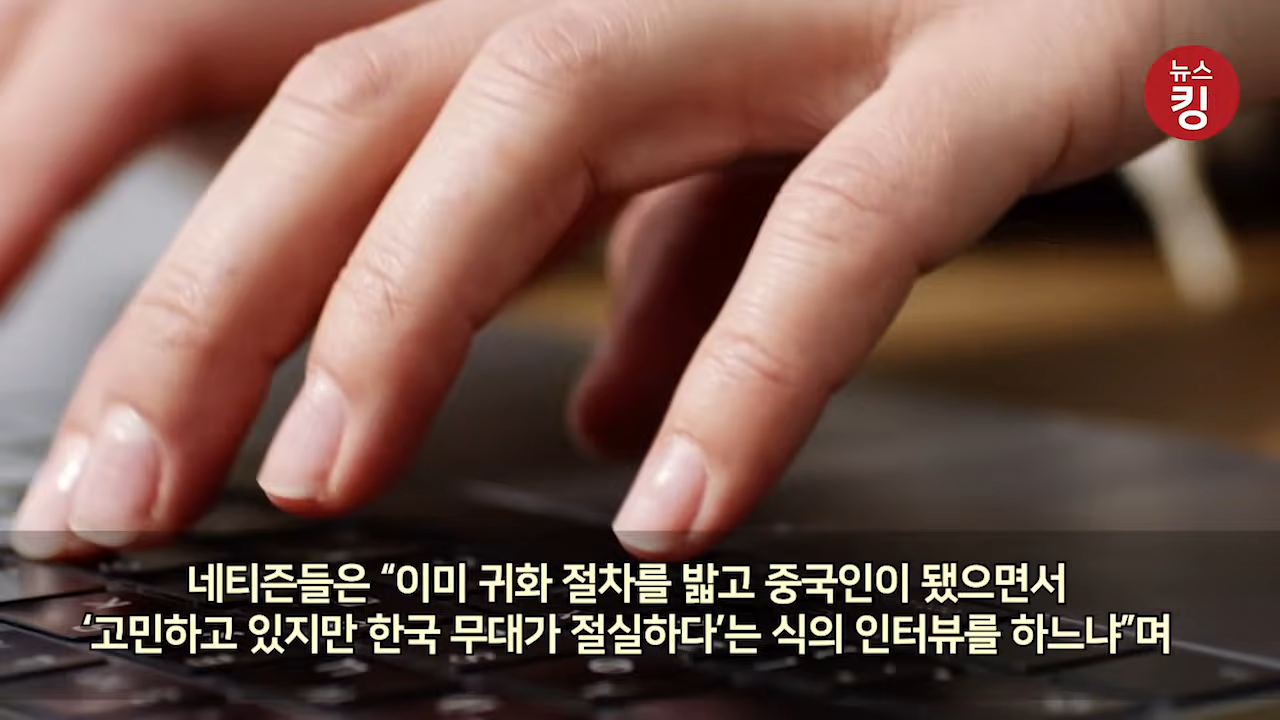 뉴스
킹
네티즌들은 “이미 귀화 절차를 밟고 중국인이 됐으면서
‘고민하고 있지만 한국 무대가 절실하다’는 식의 인터뷰를 하느냐”며